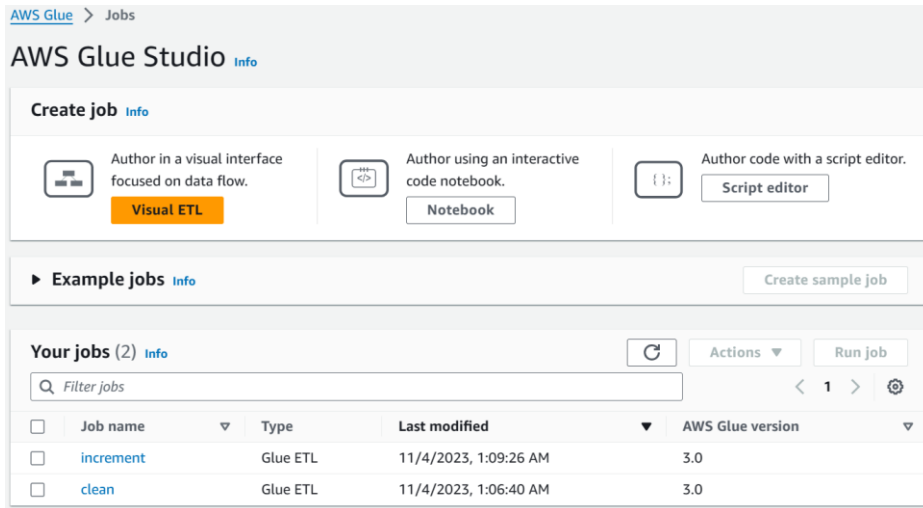 AWS Glue > Jobs
AWS Glue Studio Info
Create job Info
Author in a visual interface
focused on data flow.
Visual ETL
Author using an interactive
code notebook.
Notebook
Author code with a script editor.
Script editor
Example jobs Info
Create sample job
Your jobs (2) Info
Actions
Run job
Filter jobs
1
Job name Type Last modified AWS Glue version
increment Glue ETL 11/4/2023, 1:09:26 AM 3.0
clean Glue ETL 11/4/2023, 1:06:40 AM 3.0